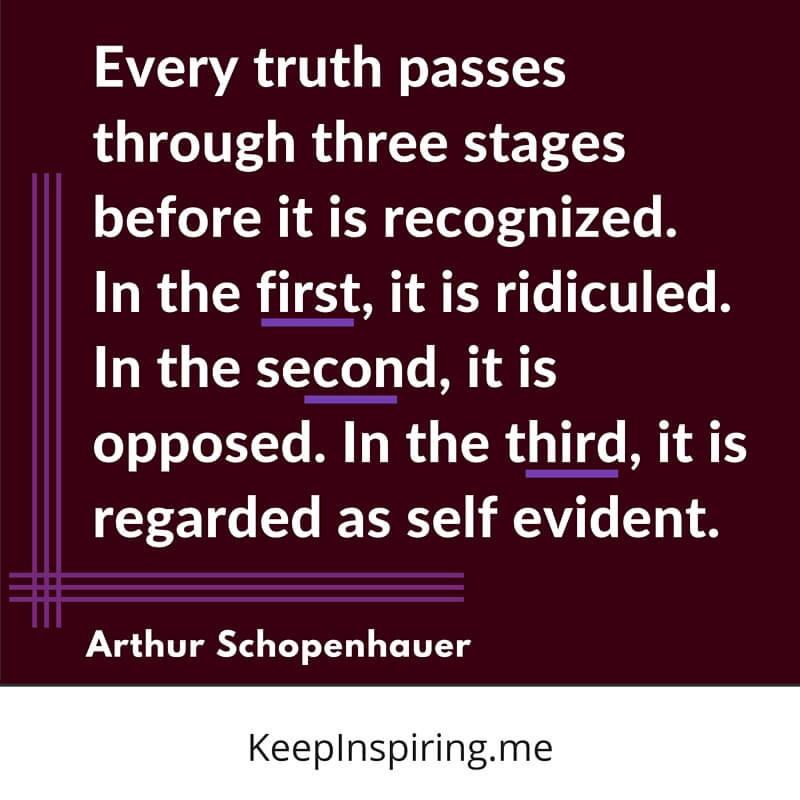 Every truth passes
through three stages
before it is recognized.
In the first, it is ridiculed.
In the second, it is
opposed. In the third, it is
regarded as self evident.
Arthur Schopenhauer
KeepInspiring.me